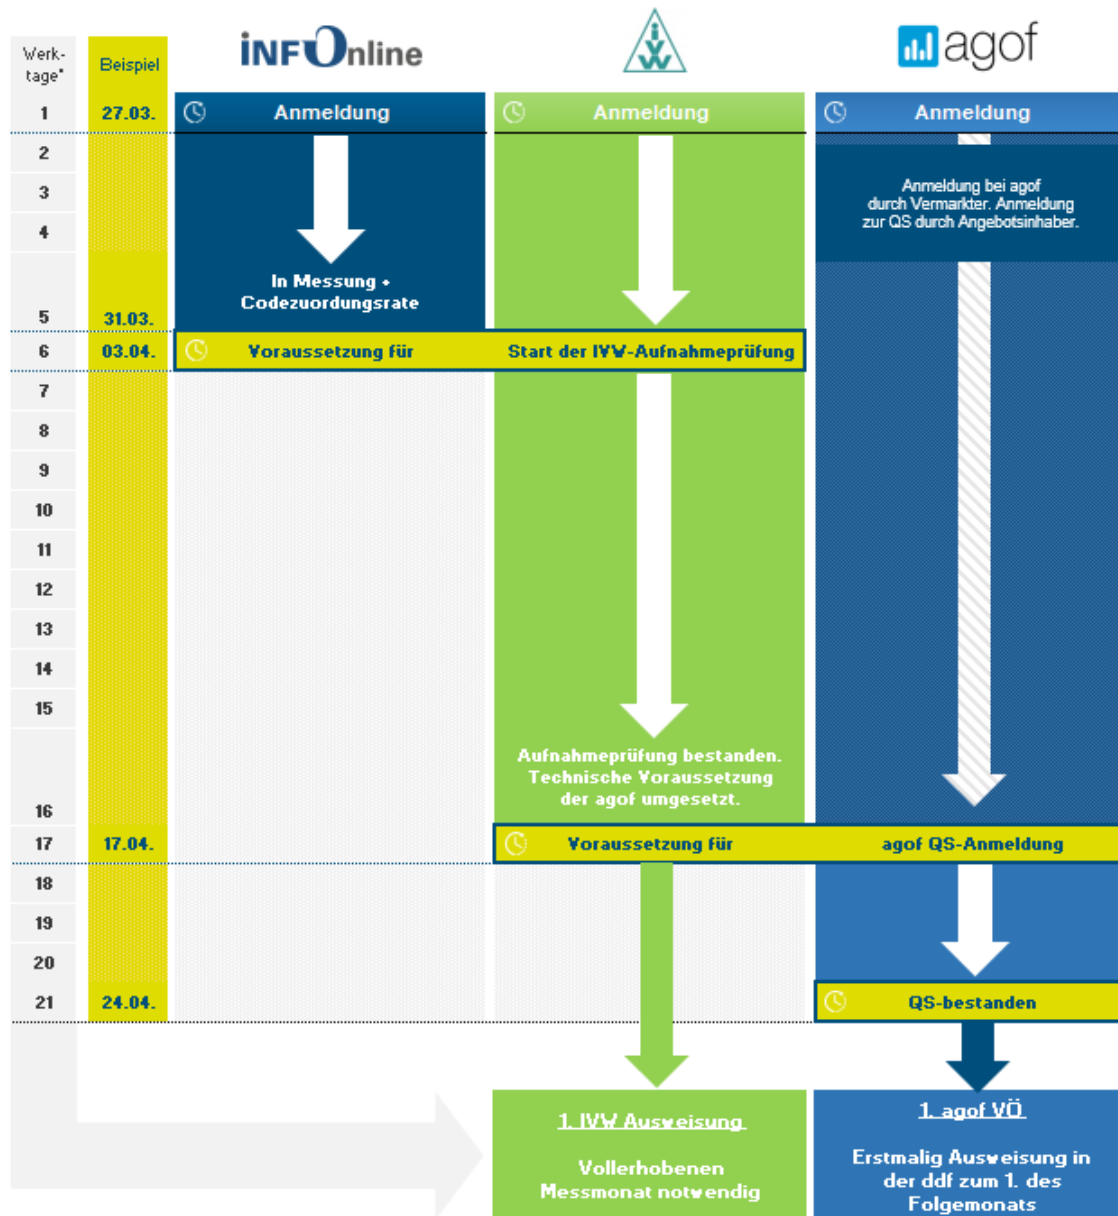 Werk-
tage*
Beispiel
INFOnline
IVW
agof
1
27.03.
Anmeldung
Anmeldung
Anmeldung
2
3
4
Anmeldung bei agof
durch Vermarkter. Anmeldung
zur QS durch Angebotsinhaber.
In Messung +
Codezuordungsrate
5
31.03.
6
03.04.
Voraussetzung für
Start der IVW-Aufnahmeprüfung
7
8
9
10
11
12
13
14
15
Aufnahmeprüfung bestanden.
Technische Voraussetzung
der agof umgesetzt.
16
17
17.04.
Voraussetzung für
agof QS-Anmeldung
18
19
20
21
24.04.
QS-bestanden
1. IVW Ausweisung
Vollerhobenen
Messmonat notwendig
1. agof VÖ
Erstmalig Ausweisung in
der ddf zum 1. des
Folgemonats